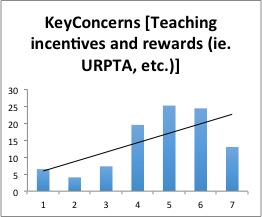 KeyConcerns [Teaching
incentives and rewards (ie.
URPTA, etc.)]
30
25
20
15
10
5
0
1 2 3 4 5 6 7